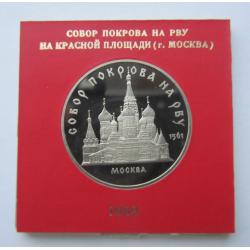 СОБОР ПОКРОВА НА РВУ
НА КРАСНОЙ ПЛОЩАДИ (г. МОСКВА)
СОБОР ПОКРОВА НА РВУ
1561
МОСКВА